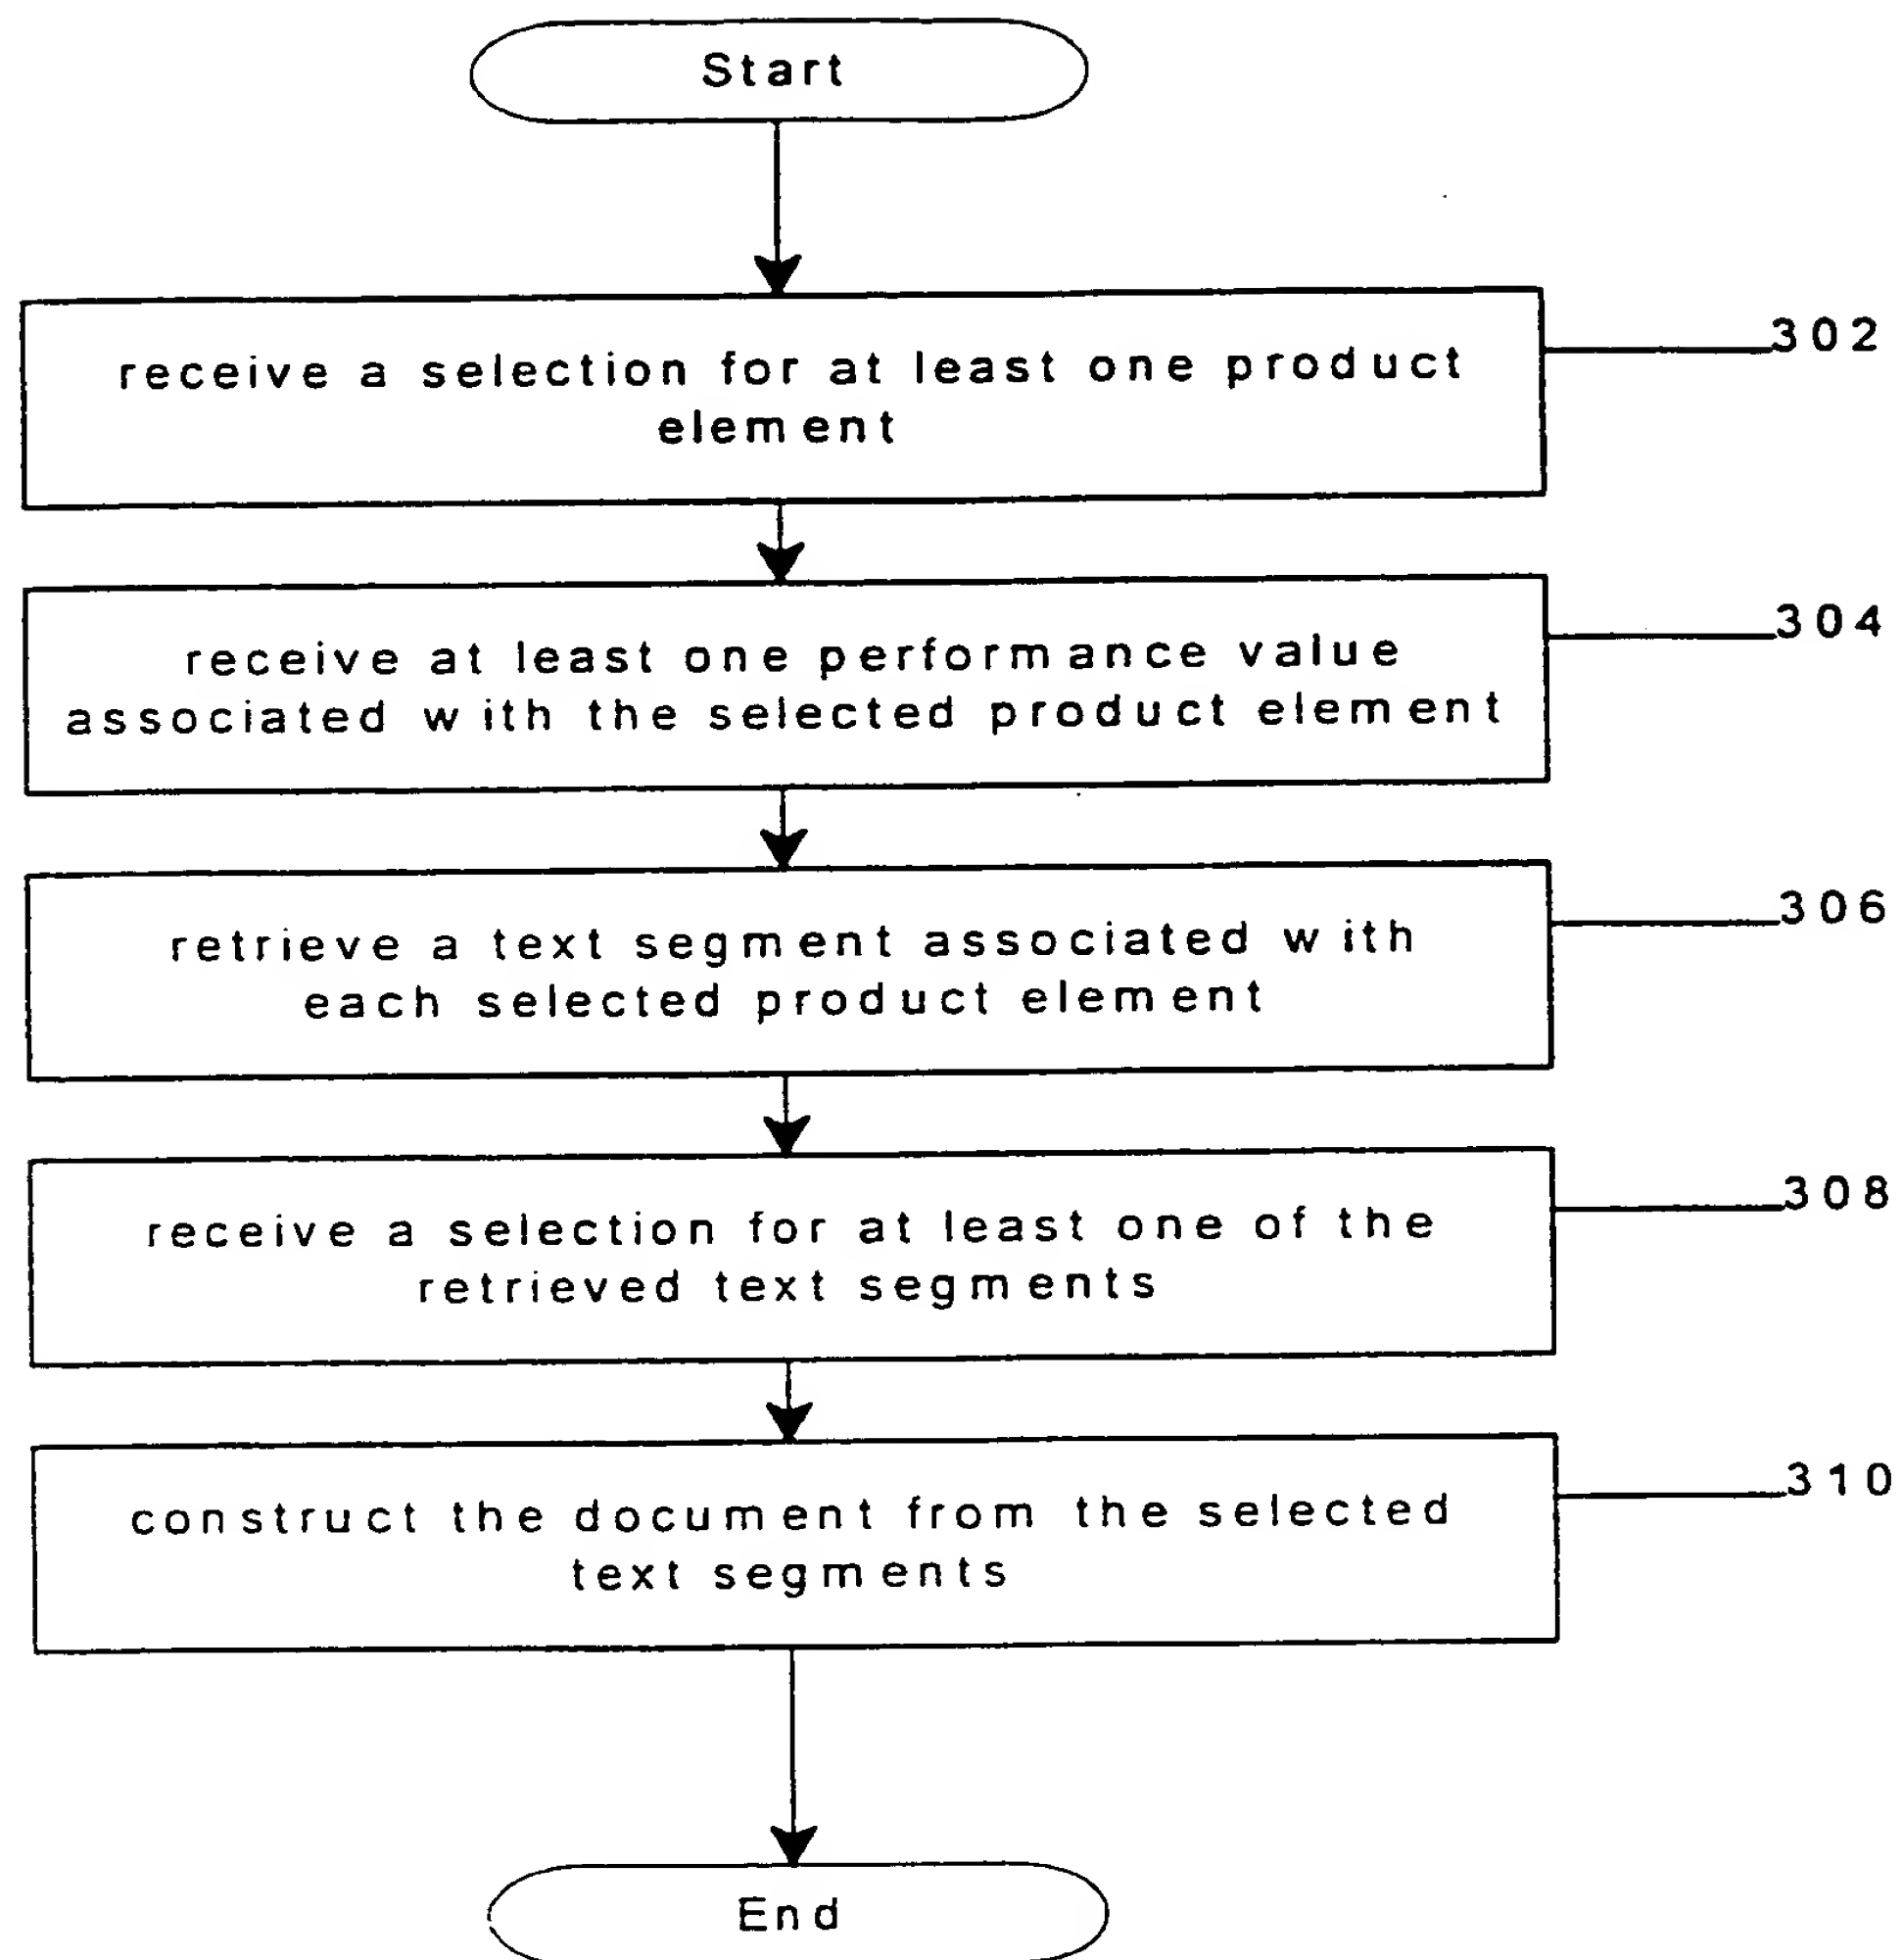 Start
receive a selection for at least one product
element
302
receive at least one performance value
associated with the selected product element
304
retrieve a text segment associated with
each selected product element
306
receive a selection for at least one of the
retrieved text segments
308
construct the document from the selected
text segments
310
End